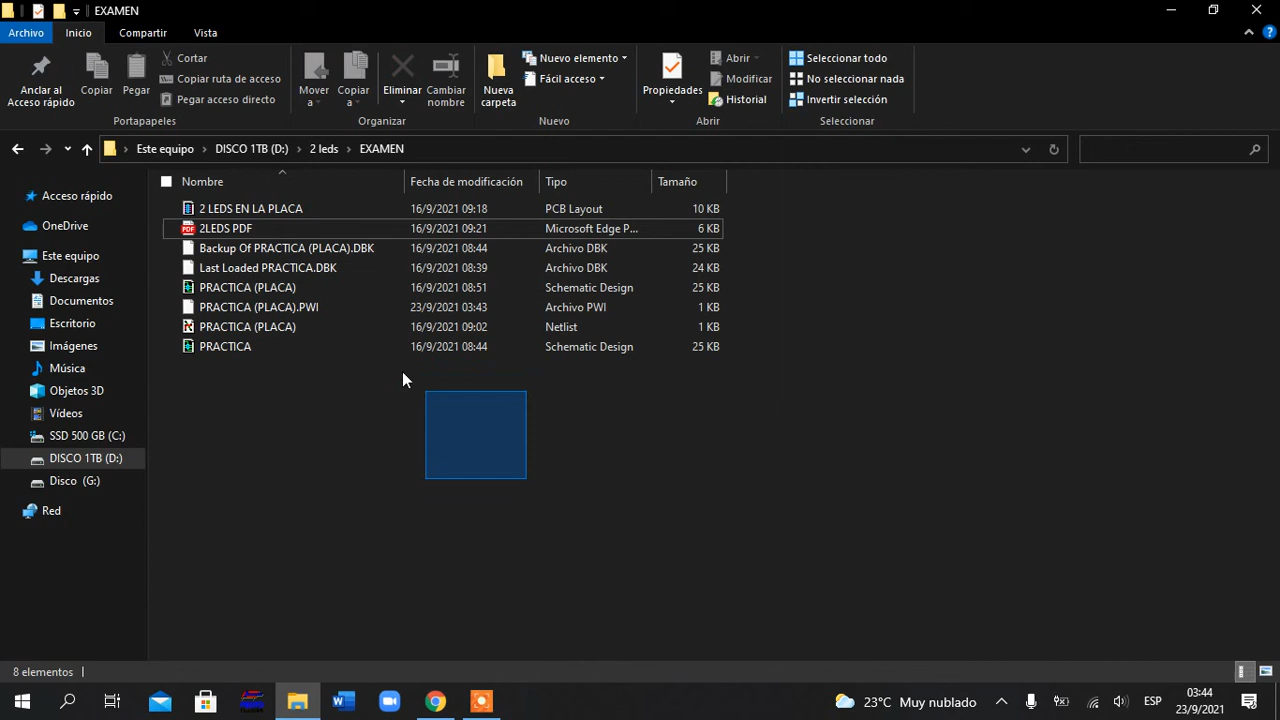 EXAMEN
Archivo Inicio Compartir Vista
Anclar al Acceso rápido
Copiar
Pegar
Cortar
Copiar ruta de acceso
Pegar acceso directo
Portapapeles
Mover a
Copiar a
Eliminar
Cambiar nombre
Organizar
Nueva carpeta
Nuevo elemento
Fácil acceso
Nuevo
Propiedades
Abrir
Modificar
Historial
Abrir
Seleccionar todo
No seleccionar nada
Invertir selección
Seleccionar
Este equipo > DISCO 1TB (D:) > 2 leds > EXAMEN
Nombre Fecha de modificación Tipo Tamaño
2 LEDS EN LA PLACA 16/9/2021 09:18 PCB Layout 10 KB
PDF 2LEDS PDF 16/9/2021 09:21 Microsoft Edge P... 6 KB
Backup Of PRACTICA (PLACA).DBK 16/9/2021 08:44 Archivo DBK 25 KB
Last Loaded PRACTICA.DBK 16/9/2021 08:39 Archivo DBK 24 KB
PRACTICA (PLACA) 16/9/2021 08:51 Schematic Design 25 KB
PRACTICA (PLACA).PWI 23/9/2021 03:43 Archivo PWI 1 KB
PRACTICA (PLACA) 16/9/2021 09:02 Netlist 1 KB
PRACTICA 16/9/2021 08:44 Schematic Design 25 KB
Acceso rápido
OneDrive
Este equipo
Descargas
Documentos
Escritorio
Imágenes
Música
Objetos 3D
Vídeos
SSD 500 GB (C:)
DISCO 1TB (D:)
Disco (G:)
Red
8 elementos
23°C Muy nublado
ESP
03:44
23/9/2021